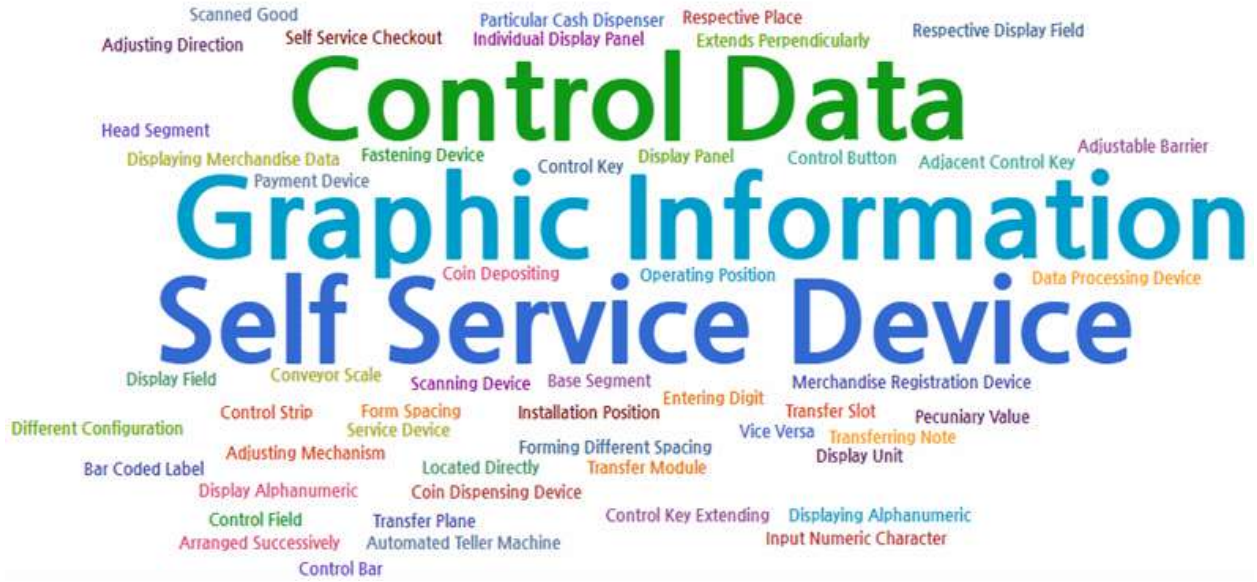 Scanned Good
Particular Cash Dispenser
Respective Place
Respective Display Field
Adjusting Direction
Self Service Checkout
Individual Display Panel
Extends Perpendicularly
Control Data
Head Segment
Adjustable Barrier
Displaying Merchandise Data
Fastening Device
Control Key
Display Panel
Control Button
Adjacent Control Key
Payment Device
Graphic Information
Coin Depositing
Operating Position
Data Processing Device
Self Service Device
Display Field
Conveyor Scale
Scanning Device
Base Segment
Merchandise Registration Device
Entering Digit
Control Strip
Form Spacing
Installation Position
Transfer Slot
Pecuniary Value
Different Configuration
Service Device
Vice Versa
Transferring Note
Adjusting Mechanism
Forming Different Spacing
Display Unit
Bar Coded Label
Located Directly
Transfer Module
Display Alphanumeric
Coin Dispensing Device
Control Field
Transfer Plane
Control Key Extending
Displaying Alphanumeric
Arranged Successively
Automated Teller Machine
Input Numeric Character
Control Bar